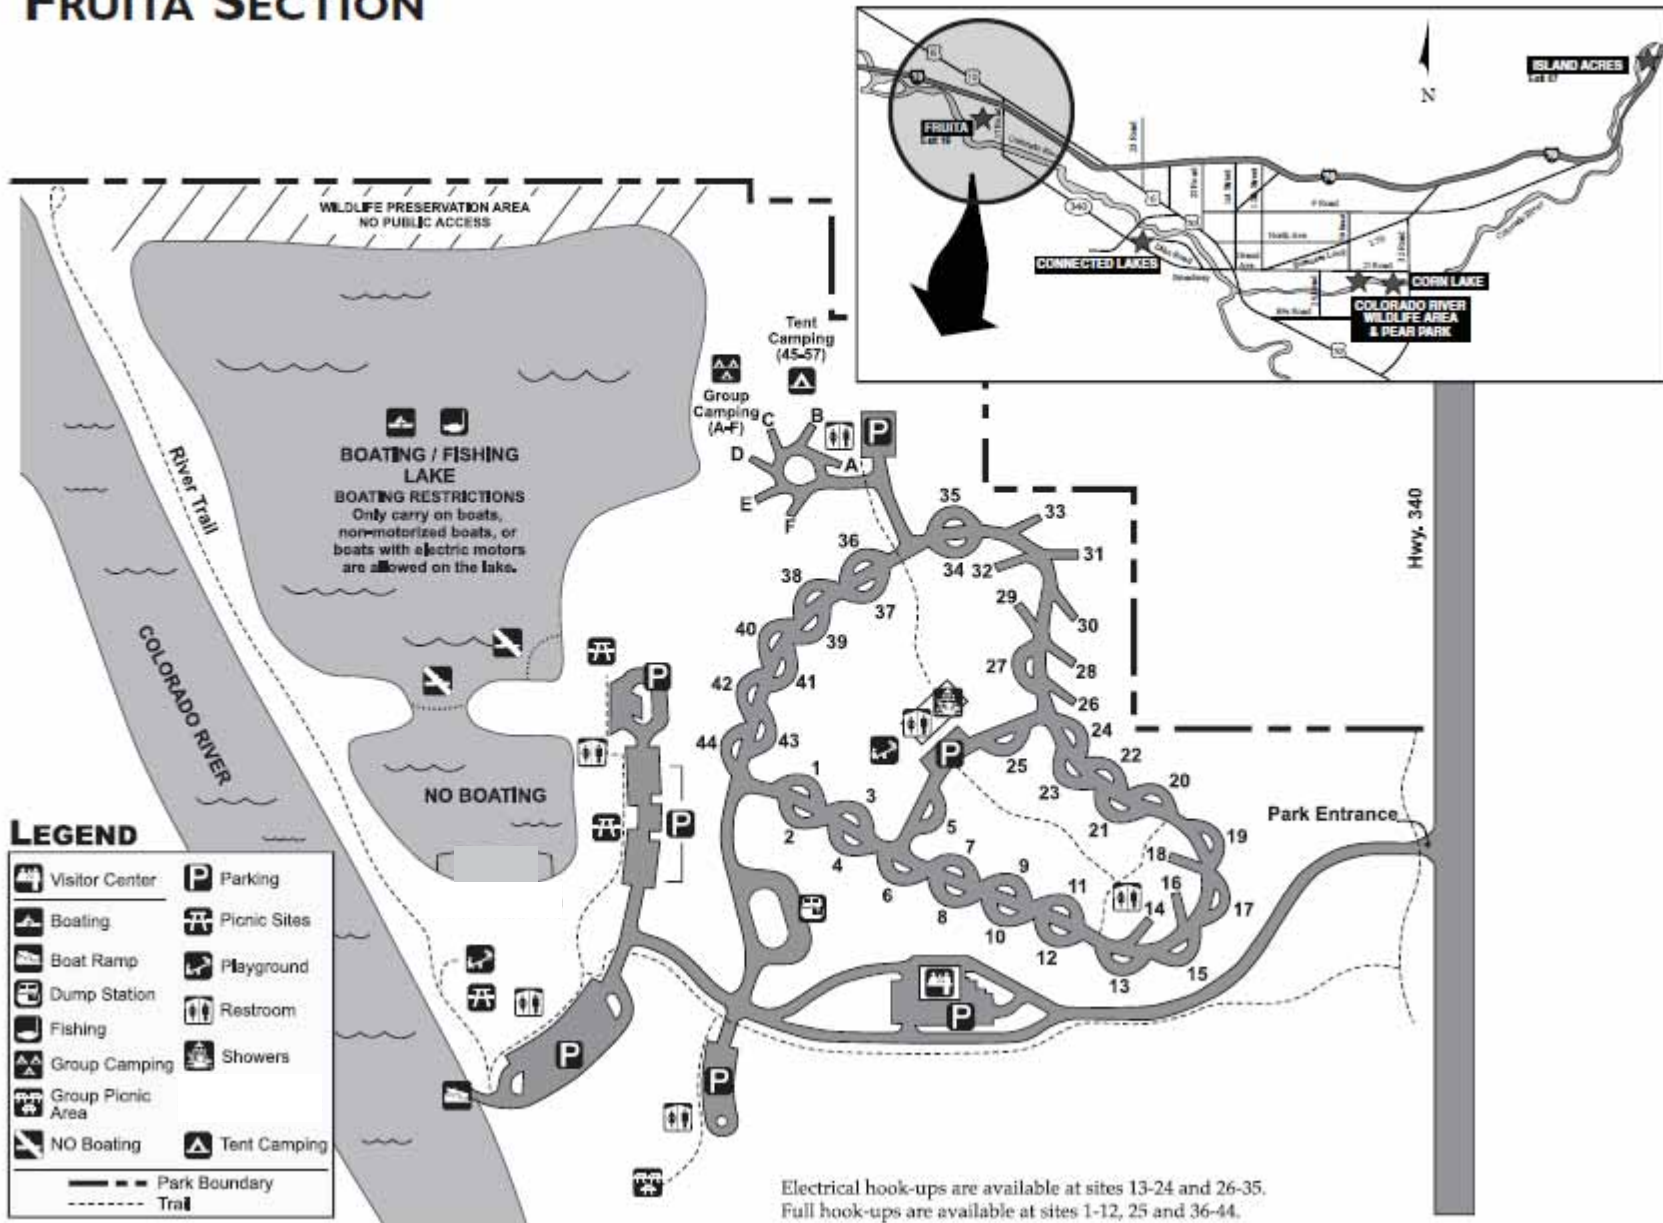 FRUITA SECTION
ISLAND ACRES
N
FRUITA
340
CONNECTED LAKES
CORN LAKE
COLORADO RIVER
WILDLIFE AREA
& PEAR PARK
Broadway
North Ave
F Road
Colorado River
WILDLIFE PRESERVATION AREA
NO PUBLIC ACCESS
Tent
Camping
(45-57)
Group
Camping
(A-F)
A
B
C
D
E
F
P
BOATING / FISHING
LAKE
BOATING RESTRICTIONS
Only carry on boats,
non-motorized boats, or
boats with electric motors
are allowed on the lake.
River Trail
COLORADO RIVER
NO BOATING
Hwy. 340
Park Entrance
35
33
31
32
34
36
37
38
39
40
41
42
43
44
29
30
27
28
26
24
25
22
23
20
21
19
18
17
16
15
14
13
12
11
10
9
8
7
6
5
4
3
2
1
P
P
P
P
P
P
LEGEND
Visitor Center
P Parking
Boating
Picnic Sites
Boat Ramp
Playground
Dump Station
Restroom
Fishing
Showers
Group Camping
Group Picnic
Area
NO Boating
Tent Camping
Park Boundary
Trail
Electrical hook-ups are available at sites 13-24 and 26-35.
Full hook-ups are available at sites 1-12, 25 and 36-44.